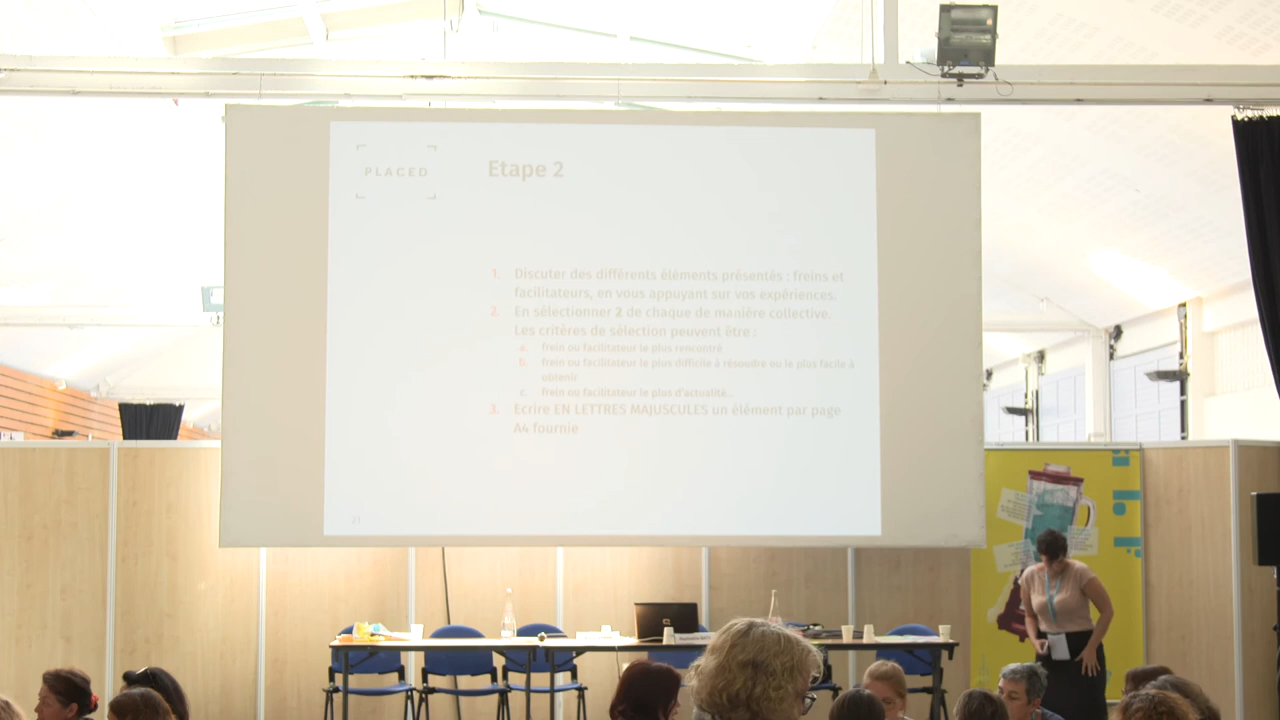 PLACED
Etape 2
1. Discuter des différents éléments présentés : freins et
facilitateurs, en vous appuyant sur vos expériences.
2. En sélectionner 2 de chaque de manière collective.
Les critères de sélection peuvent être :
a. frein ou facilitateur le plus rencontré
b. frein ou facilitateur le plus difficile à résoudre ou le plus facile à
obtenir
c. frein ou facilitateur le plus d'actualité...
3. Ecrire EN LETTRES MAJUSCULES un élément par page
A4 fournie
21